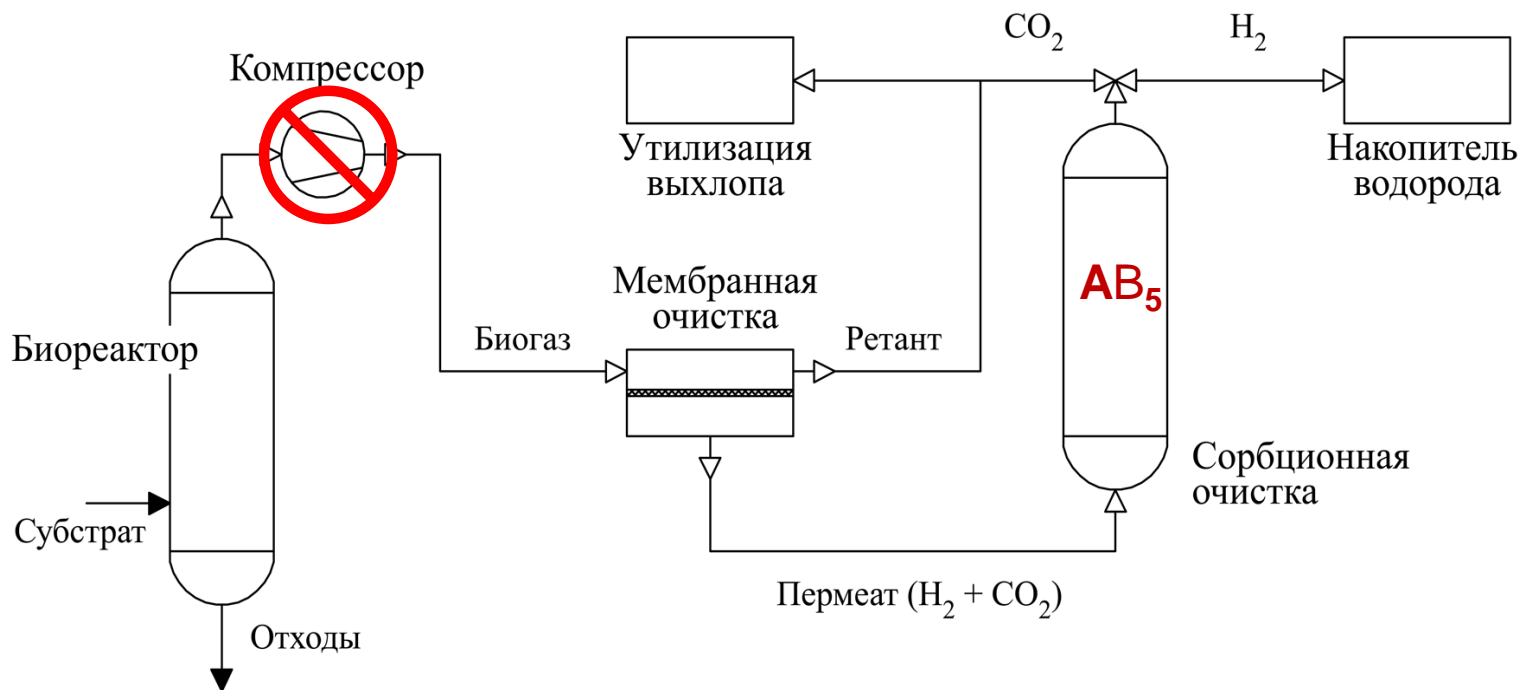 CO₂
H₂
Компрессор
Утилизация
выхлопа
Накопитель
водорода
Мембранная
очистка
AB₅
Биогаз
Ретант
Биореактор
Сорбционная
очистка
Субстрат
Пермеат (H₂ + CO₂)
Отходы